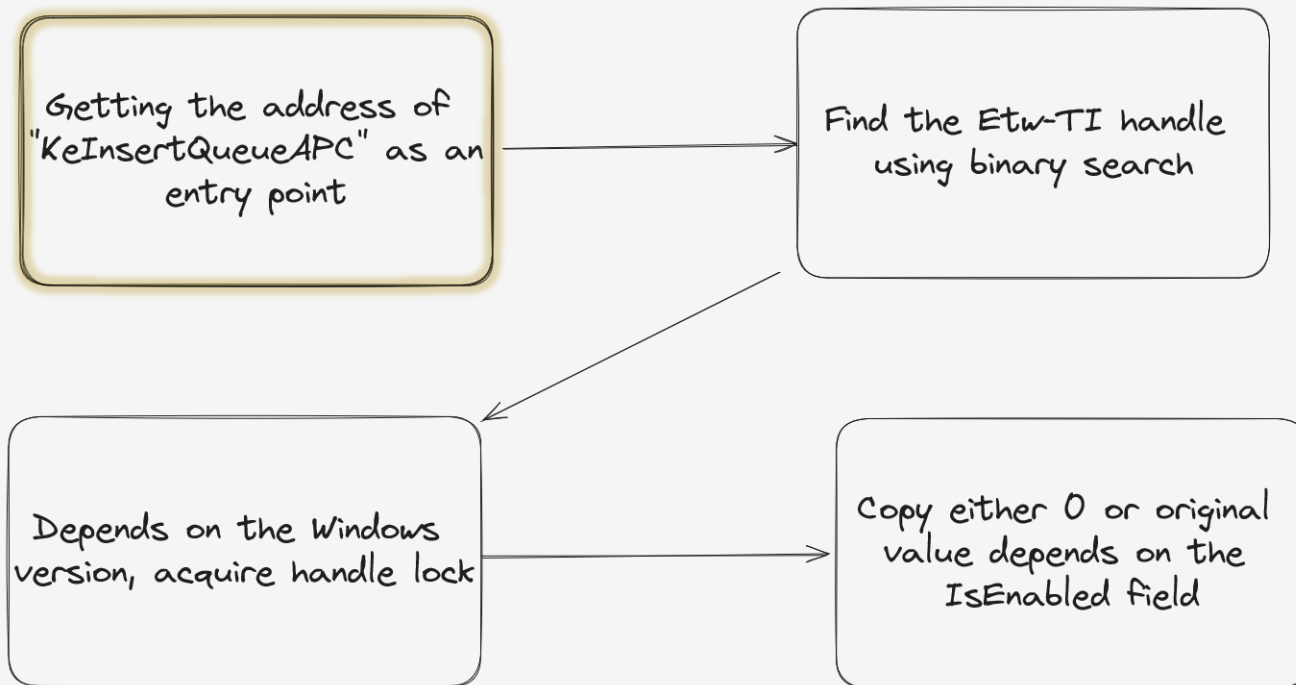 Getting the address of
"KeInsertQueueAPC" as an
entry point
Find the Etw-TI handle
using binary search
Depends on the Windows
version, acquire handle lock
Copy either 0 or original
value depends on the
IsEnabled field